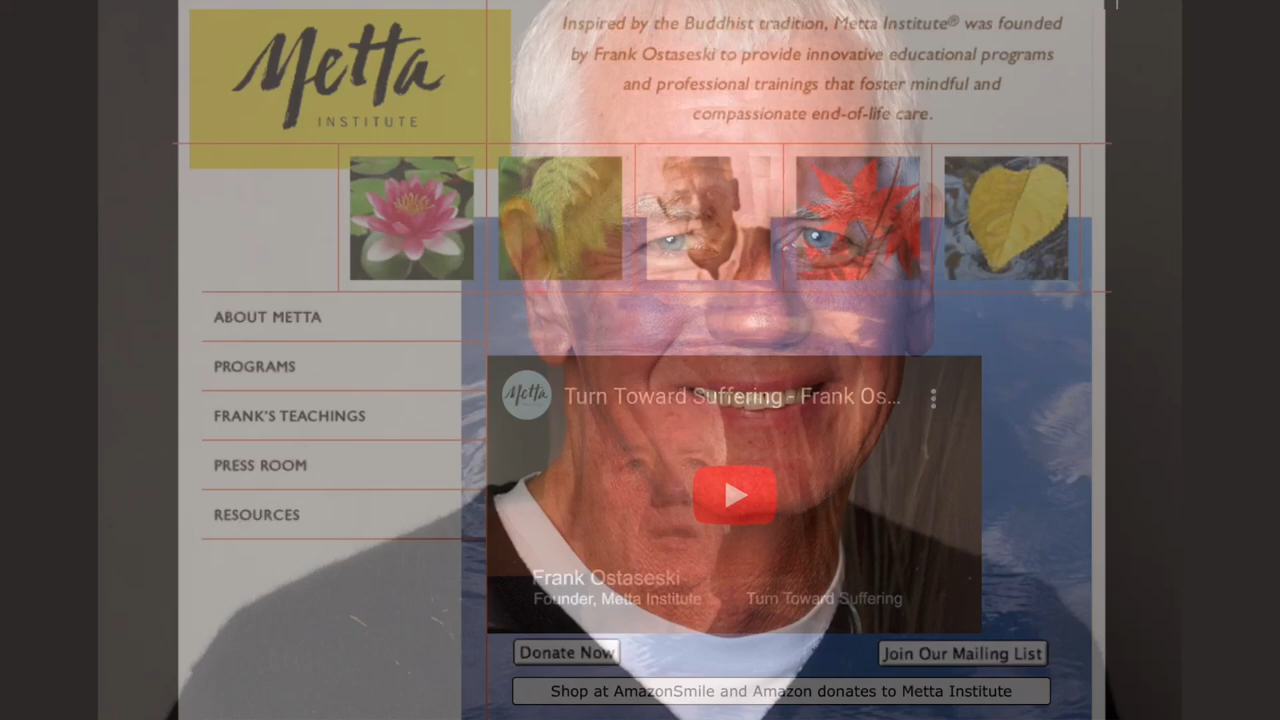 Metta
INSTITUTE
Inspired by the Buddhist tradition, Metta Institute® was founded
by Frank Ostaseski to provide innovative educational programs
and professional trainings that foster mindful and
compassionate end-of-life care.
ABOUT METTA
PROGRAMS
FRANK'S TEACHINGS
PRESS ROOM
RESOURCES
Metta
Turn Toward Suffering - Frank Os...
Frank Ostaseski
Founder, Metta Institute
Turn Toward Suffering
Donate Now
Join Our Mailing List
Shop at AmazonSmile and Amazon donates to Metta Institute